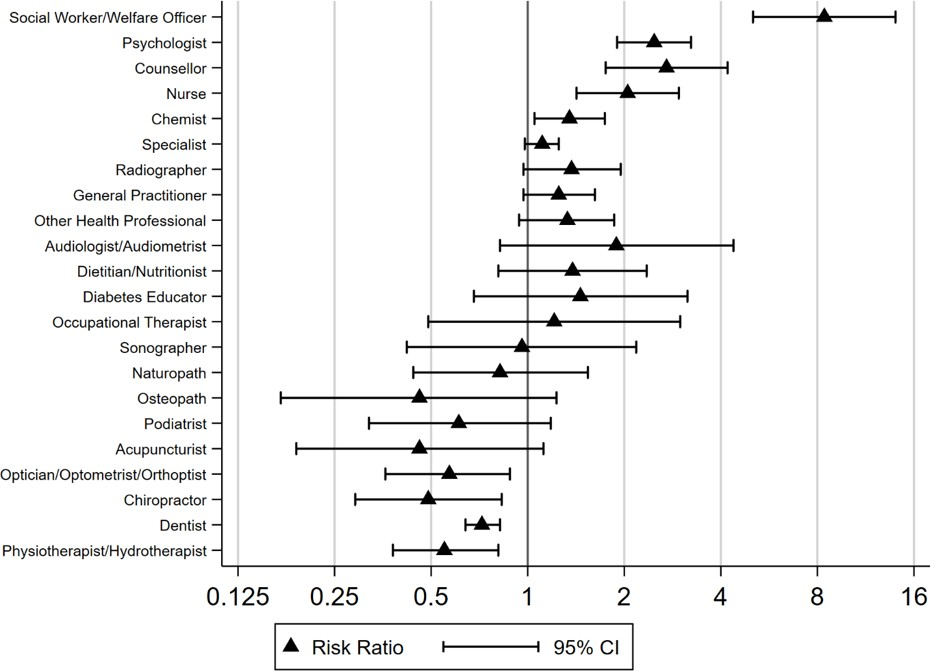 Social Worker/Welfare Officer
Psychologist
Counsellor
Nurse
Chemist
Specialist
Radiographer
General Practitioner
Other Health Professional
Audiologist/Audiometrist
Dietitian/Nutritionist
Diabetes Educator
Occupational Therapist
Sonographer
Naturopath
Osteopath
Podiatrist
Acupuncturist
Optician/Optometrist/Orthoptist
Chiropractor
Dentist
Physiotherapist/Hydrotherapist
0.125 0.25 0.5 1 2 4 8 16
Risk Ratio 95% CI